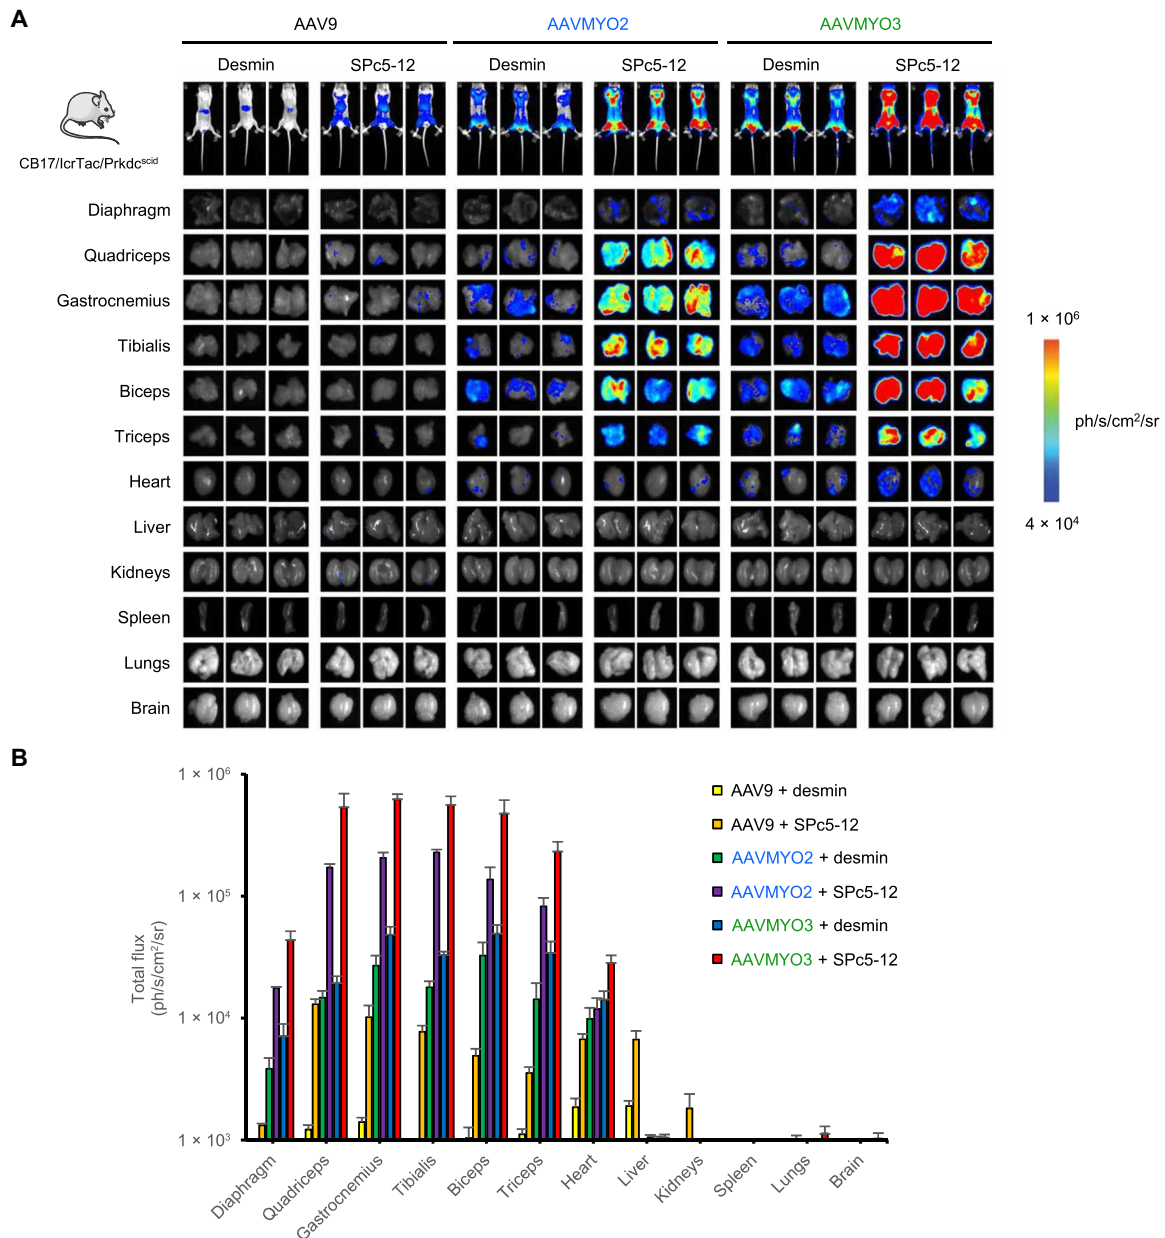 A
AAV9 AAVMYO2 AAVMYO3
Desmin SPc5-12 Desmin SPc5-12 Desmin SPc5-12
CB17/IcrTac/Prkdcscid
Diaphragm
Quadriceps
Gastrocnemius
Tibialis
Biceps
Triceps
Heart
Liver
Kidneys
Spleen
Lungs
Brain
1 × 10⁶
ph/s/cm²/sr
4 × 10⁴
B
Total flux
(ph/s/cm²/sr)
1 × 10⁶
1 × 10⁵
1 × 10⁴
1 × 10³
AAV9 + desmin
AAV9 + SPc5-12
AAVMYO2 + desmin
AAVMYO2 + SPc5-12
AAVMYO3 + desmin
AAVMYO3 + SPc5-12
Diaphragm
Quadriceps
Gastrocnemius
Tibialis
Biceps
Triceps
Heart
Liver
Kidneys
Spleen
Lungs
Brain